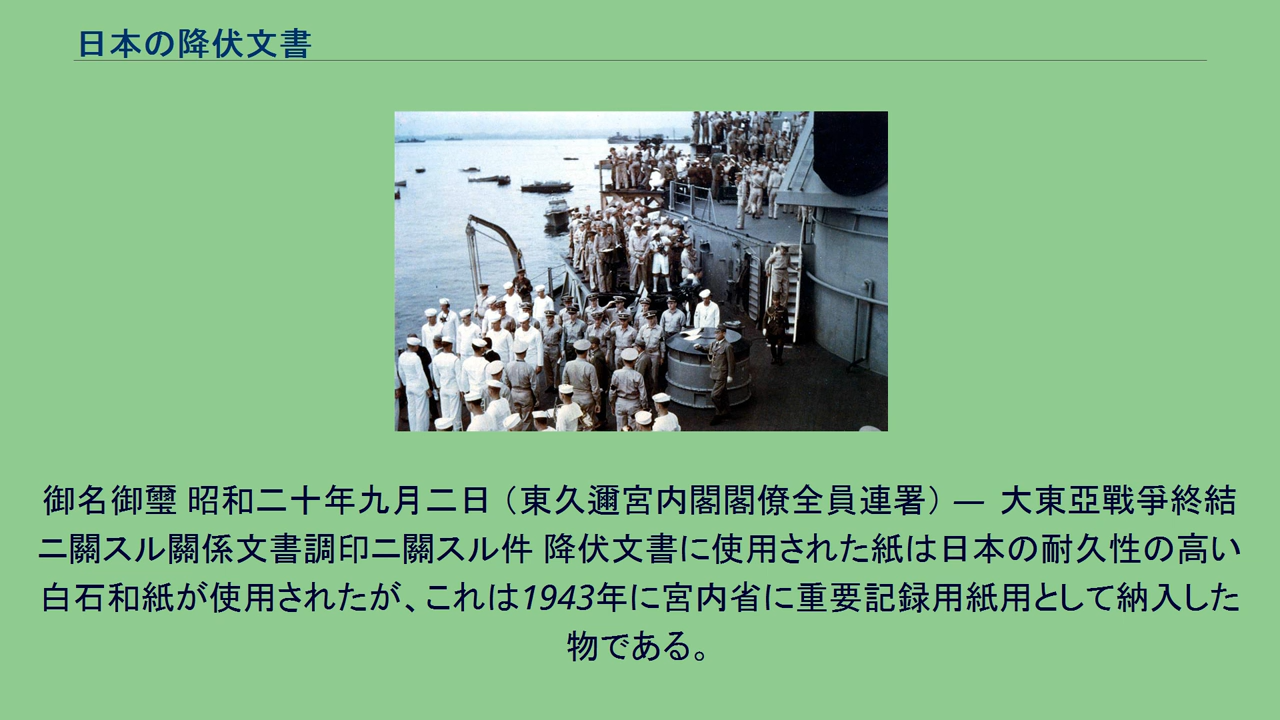 日本の降伏文書
御名御璽 昭和二十年九月二日（東久邇宮内閣閣僚全員連署）― 大東亞戰爭終結
ニ關スル關係文書調印ニ關スル件 降伏文書に使用された紙は日本の耐久性の高い
白石和紙が使用されたが、これは1943年に宮内省に重要記録用紙用として納入した
物である。